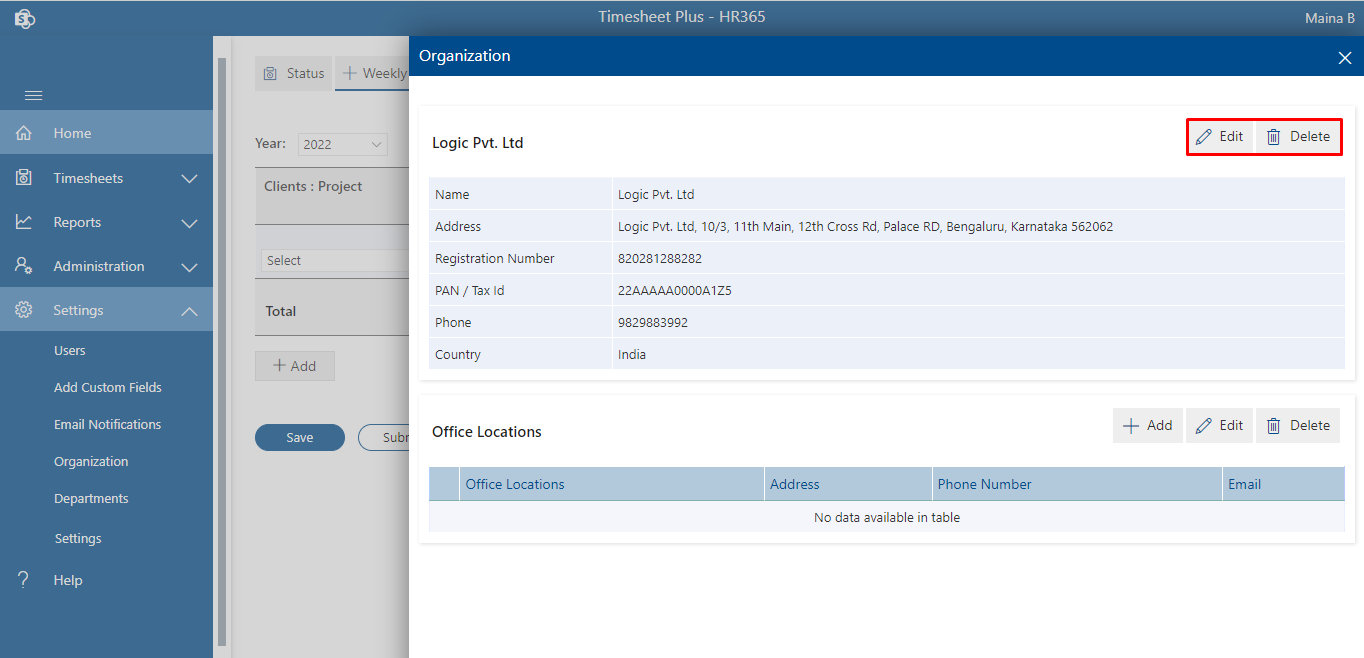 Timesheet Plus - HR365
Maina B
Home
Timesheets
Reports
Administration
Settings
Users
Add Custom Fields
Email Notifications
Organization
Departments
Settings
Help
Status
Weekly
Year: 2022
Clients : Project
Select
Total
Add
Save
Subr
Organization
Logic Pvt. Ltd
Edit Delete
Name Logic Pvt. Ltd
Address Logic Pvt. Ltd, 10/3, 11th Main, 12th Cross Rd, Palace RD, Bengaluru, Karnataka 562062
Registration Number 820281288282
PAN / Tax Id 22AAAAA0000A1Z5
Phone 9829883992
Country India
Office Locations
Add Edit Delete
Office Locations Address Phone Number Email
No data available in table